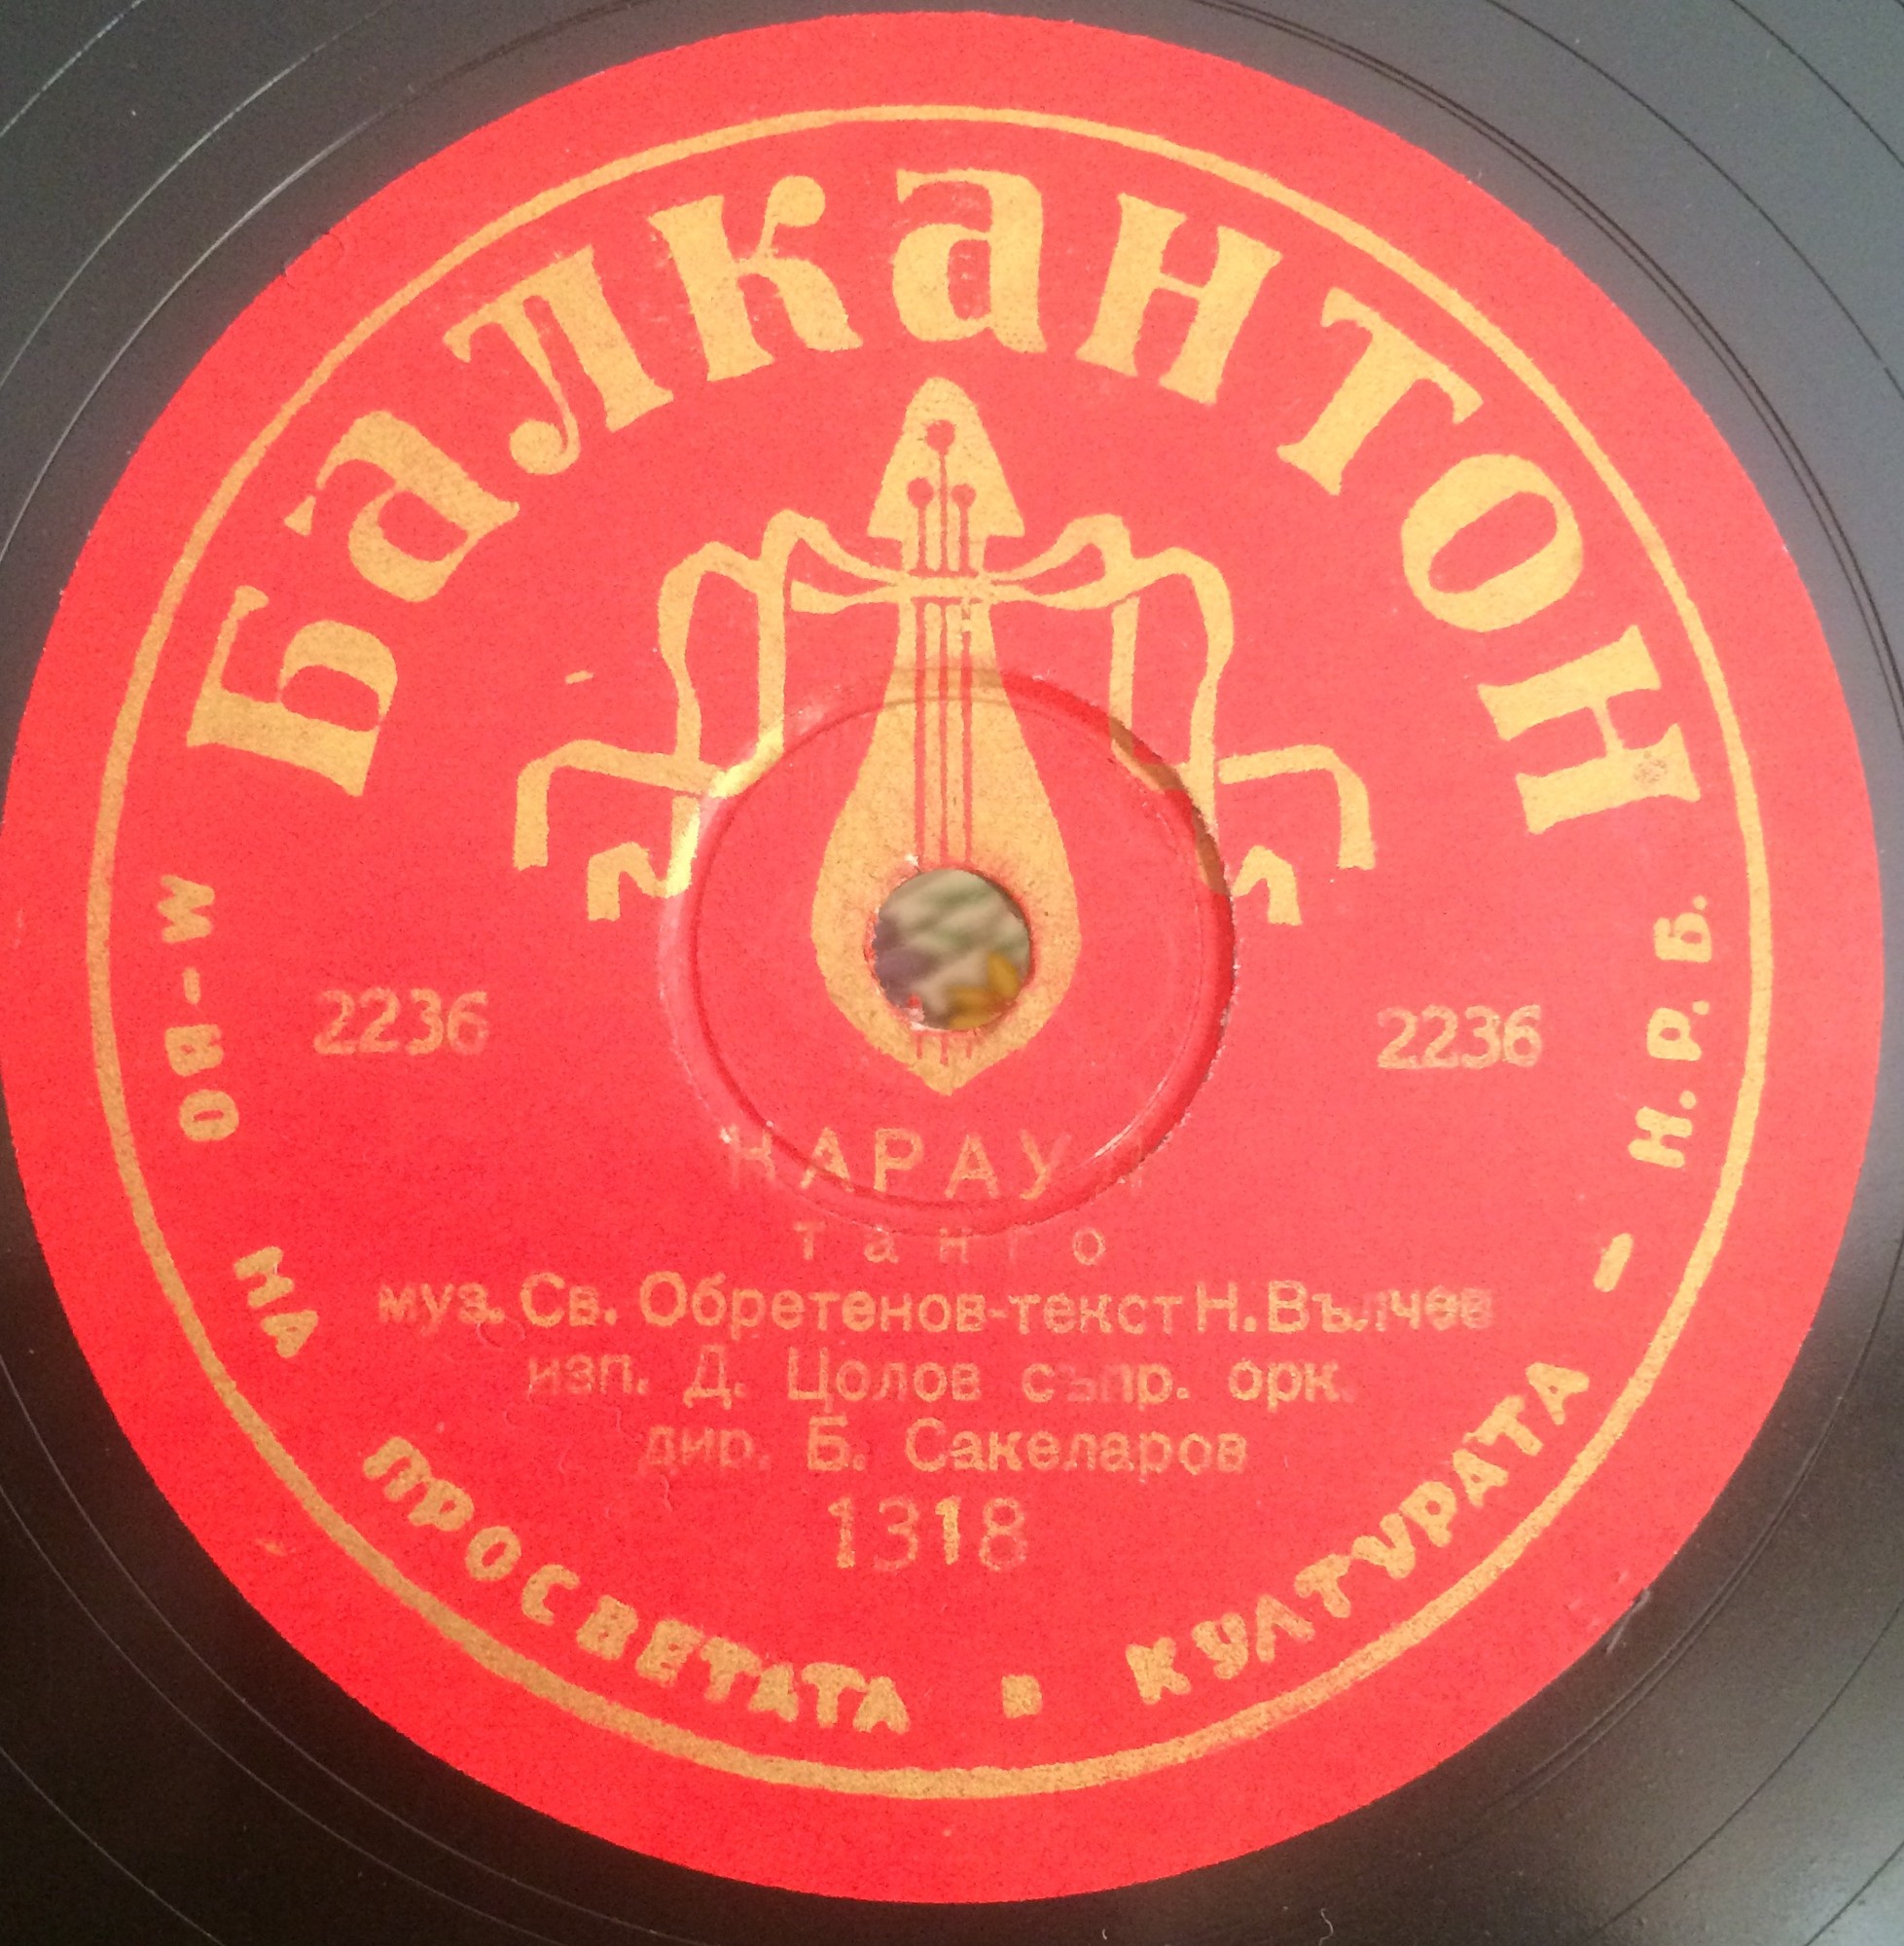 Балкантон
2236
2236
КАРАУЛ
танго
муз. Св. Обретенов-текст Н. Вълчев
изп. Д. Цолов съпр. орк.
дир. Б. Сакеларов
1318
М-ВО НА ПРОСВЕТАТА И КУЛТУРАТА - Н.Р.Б.